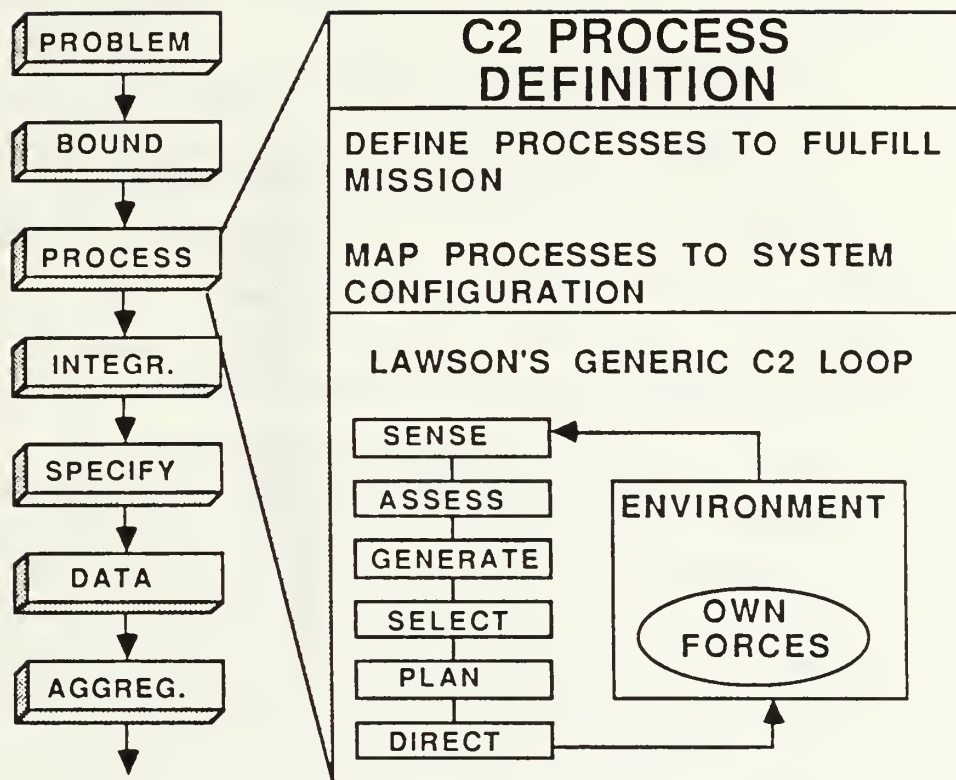 PROBLEM
BOUND
PROCESS
INTEGR.
SPECIFY
DATA
AGGREG.
C2 PROCESS
DEFINITION
DEFINE PROCESSES TO FULFILL
MISSION
MAP PROCESSES TO SYSTEM
CONFIGURATION
LAWSON'S GENERIC C2 LOOP
SENSE
ASSESS
GENERATE
SELECT
PLAN
DIRECT
ENVIRONMENT
OWN
FORCES